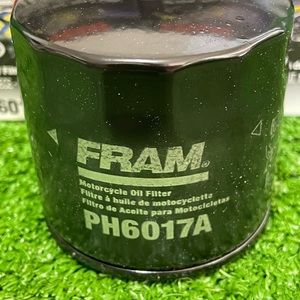 FRAM
Motorcycle Oil Filter
Filtre à huile de motocyclette
Filtro de Aceite para Motocicletas
PH6017A